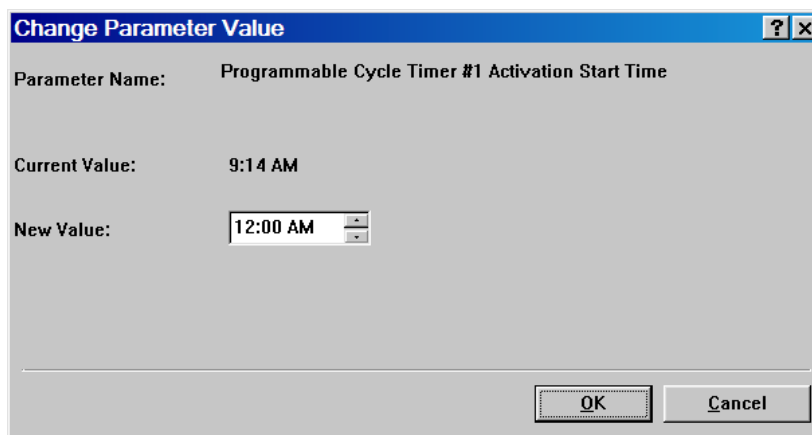 Change Parameter Value
Parameter Name: Programmable Cycle Timer #1 Activation Start Time
Current Value: 9:14 AM
New Value: 12:00 AM
OK Cancel